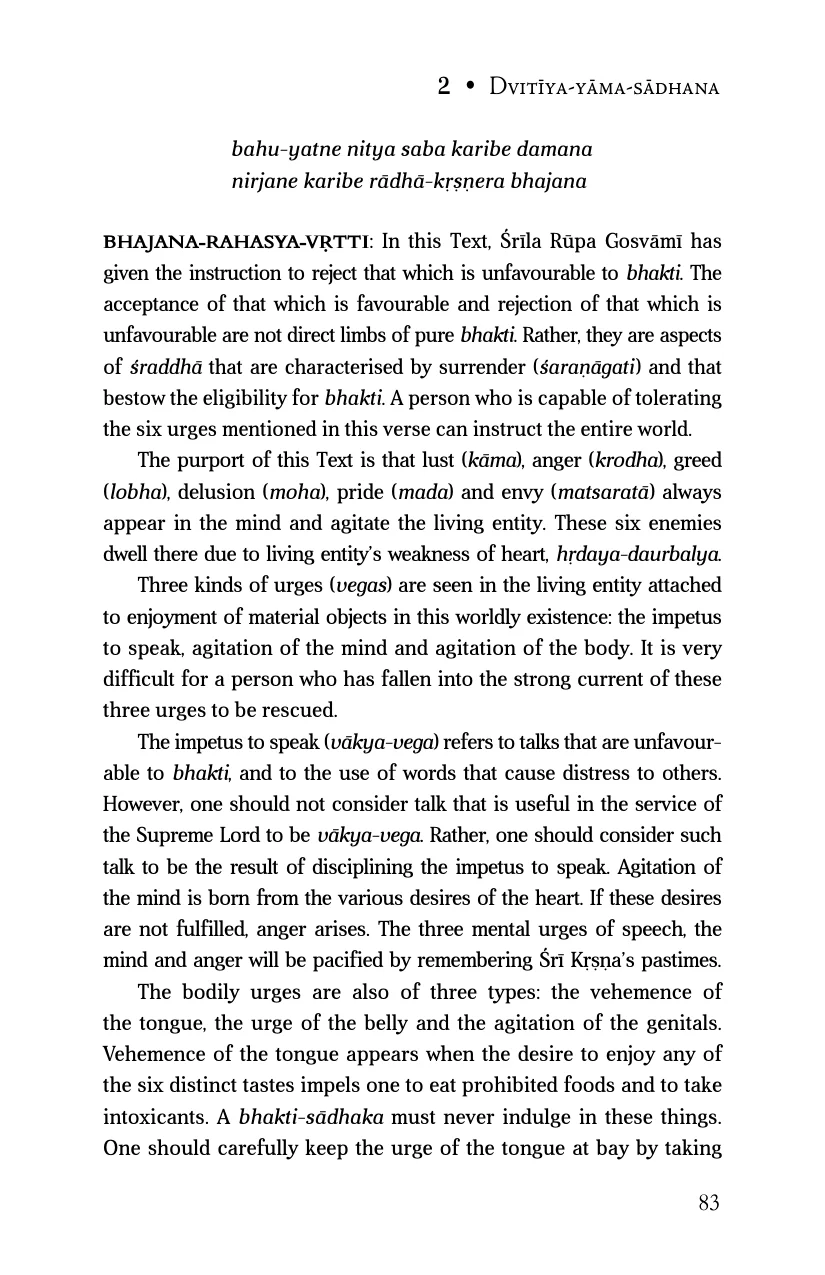 2 • Dvitīya-yāma-sādhana
bahu-yatne nitya saba karibe damana
nirjane karibe rādhā-kṛṣṇera bhajana
BHAJANA-RAHASYA-VṚTTI: In this Text, Śrīla Rūpa Gosvāmī has
given the instruction to reject that which is unfavourable to bhakti. The
acceptance of that which is favourable and rejection of that which is
unfavourable are not direct limbs of pure bhakti. Rather, they are aspects
of śraddhā that are characterised by surrender (śaraṇāgati) and that
bestow the eligibility for bhakti. A person who is capable of tolerating
the six urges mentioned in this verse can instruct the entire world.
The purport of this Text is that lust (kāma), anger (krodha), greed
(lobha), delusion (moha), pride (mada) and envy (matsaratā) always
appear in the mind and agitate the living entity. These six enemies
dwell there due to living entity's weakness of heart, hṛdaya-daurbalya.
Three kinds of urges (vegas) are seen in the living entity attached
to enjoyment of material objects in this worldly existence: the impetus
to speak, agitation of the mind and agitation of the body. It is very
difficult for a person who has fallen into the strong current of these
three urges to be rescued.
The impetus to speak (vākya-vega) refers to talks that are unfavour-
able to bhakti, and to the use of words that cause distress to others.
However, one should not consider talk that is useful in the service of
the Supreme Lord to be vākya-vega. Rather, one should consider such
talk to be the result of disciplining the impetus to speak. Agitation of
the mind is born from the various desires of the heart. If these desires
are not fulfilled, anger arises. The three mental urges of speech, the
mind and anger will be pacified by remembering Śrī Kṛṣṇa's pastimes.
The bodily urges are also of three types: the vehemence of
the tongue, the urge of the belly and the agitation of the genitals.
Vehemence of the tongue appears when the desire to enjoy any of
the six distinct tastes impels one to eat prohibited foods and to take
intoxicants. A bhakti-sādhaka must never indulge in these things.
One should carefully keep the urge of the tongue at bay by taking
83